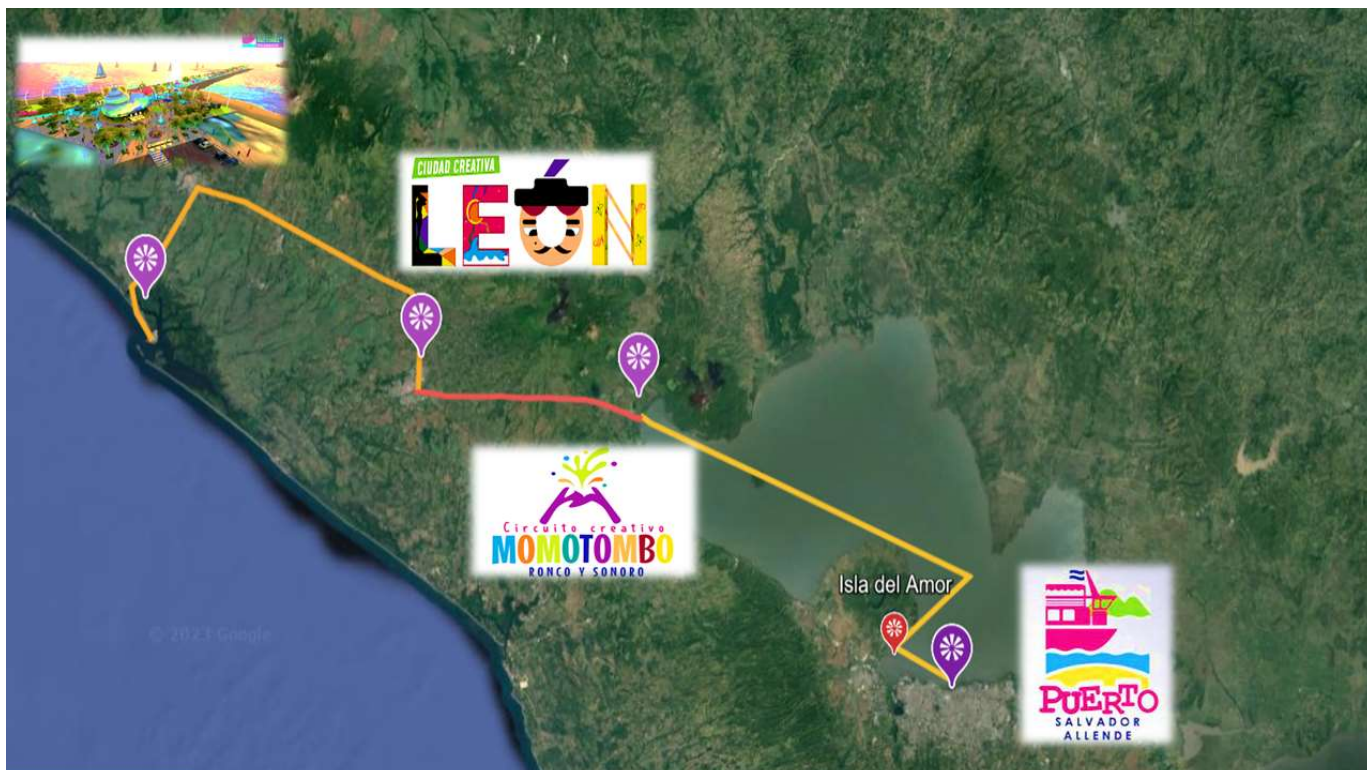 CIUDAD CREATIVA
LEÓN
Circuito creativo
MOMOTOMBO
RONCO Y SONORO
Isla del Amor
© 2023 Google
PUERTO
SALVADOR
ALLENDE